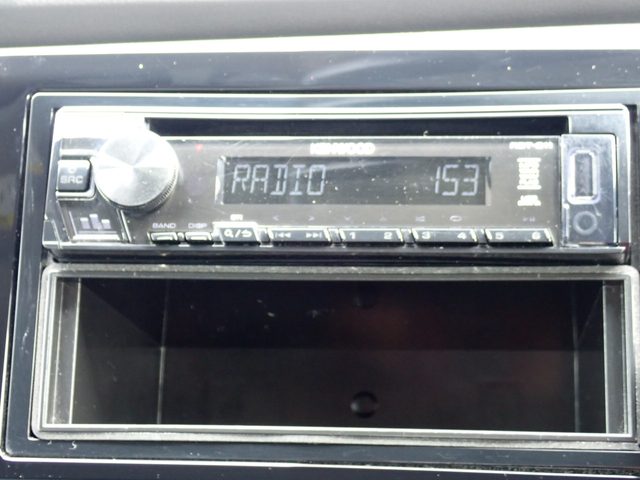 KENWOOD
SRC
RADIO 153
BAND DISP
1 2 3 4 5 6